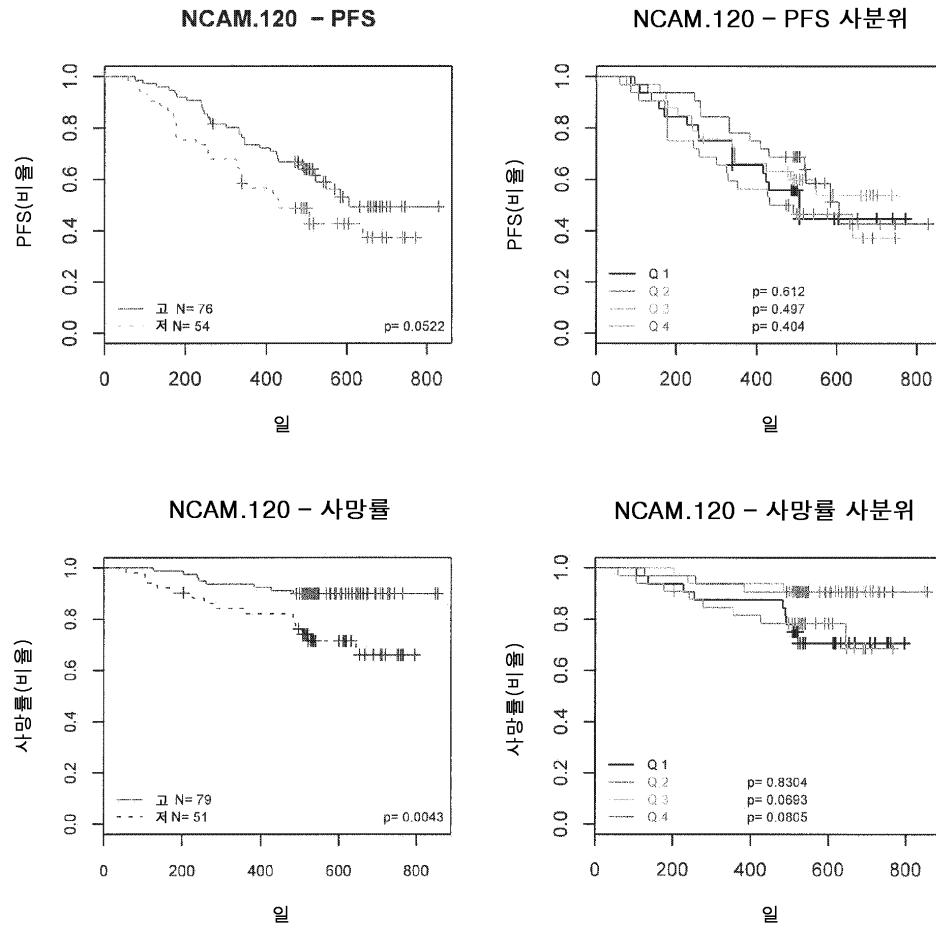 NCAM.120 – PFS
PFS(비율)
1.0
0.8
0.6
0.4
0.2
0.0
고 N= 76
저 N= 54
p= 0.0522
0 200 400 600 800
일
NCAM.120 – PFS 사분위
PFS(비율)
1.0
0.8
0.6
0.4
0.2
0.0
Q 1
Q 2 p= 0.612
Q 3 p= 0.497
Q 4 p= 0.404
0 200 400 600 800
일
NCAM.120 – 사망률
사망률(비율)
1.0
0.8
0.6
0.4
0.2
0.0
고 N= 79
저 N= 51
p= 0.0043
0 200 400 600 800
일
NCAM.120 – 사망률 사분위
사망률(비율)
1.0
0.8
0.6
0.4
0.2
0.0
Q 1
Q 2 p= 0.8304
Q 3 p= 0.0693
Q 4 p= 0.0805
0 200 400 600 800
일